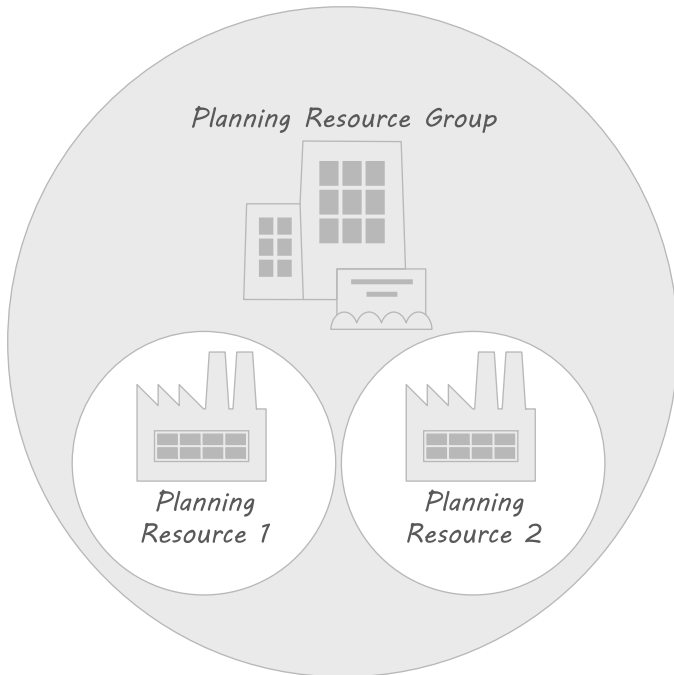 Planning Resource Group
Planning
Resource 1
Planning
Resource 2